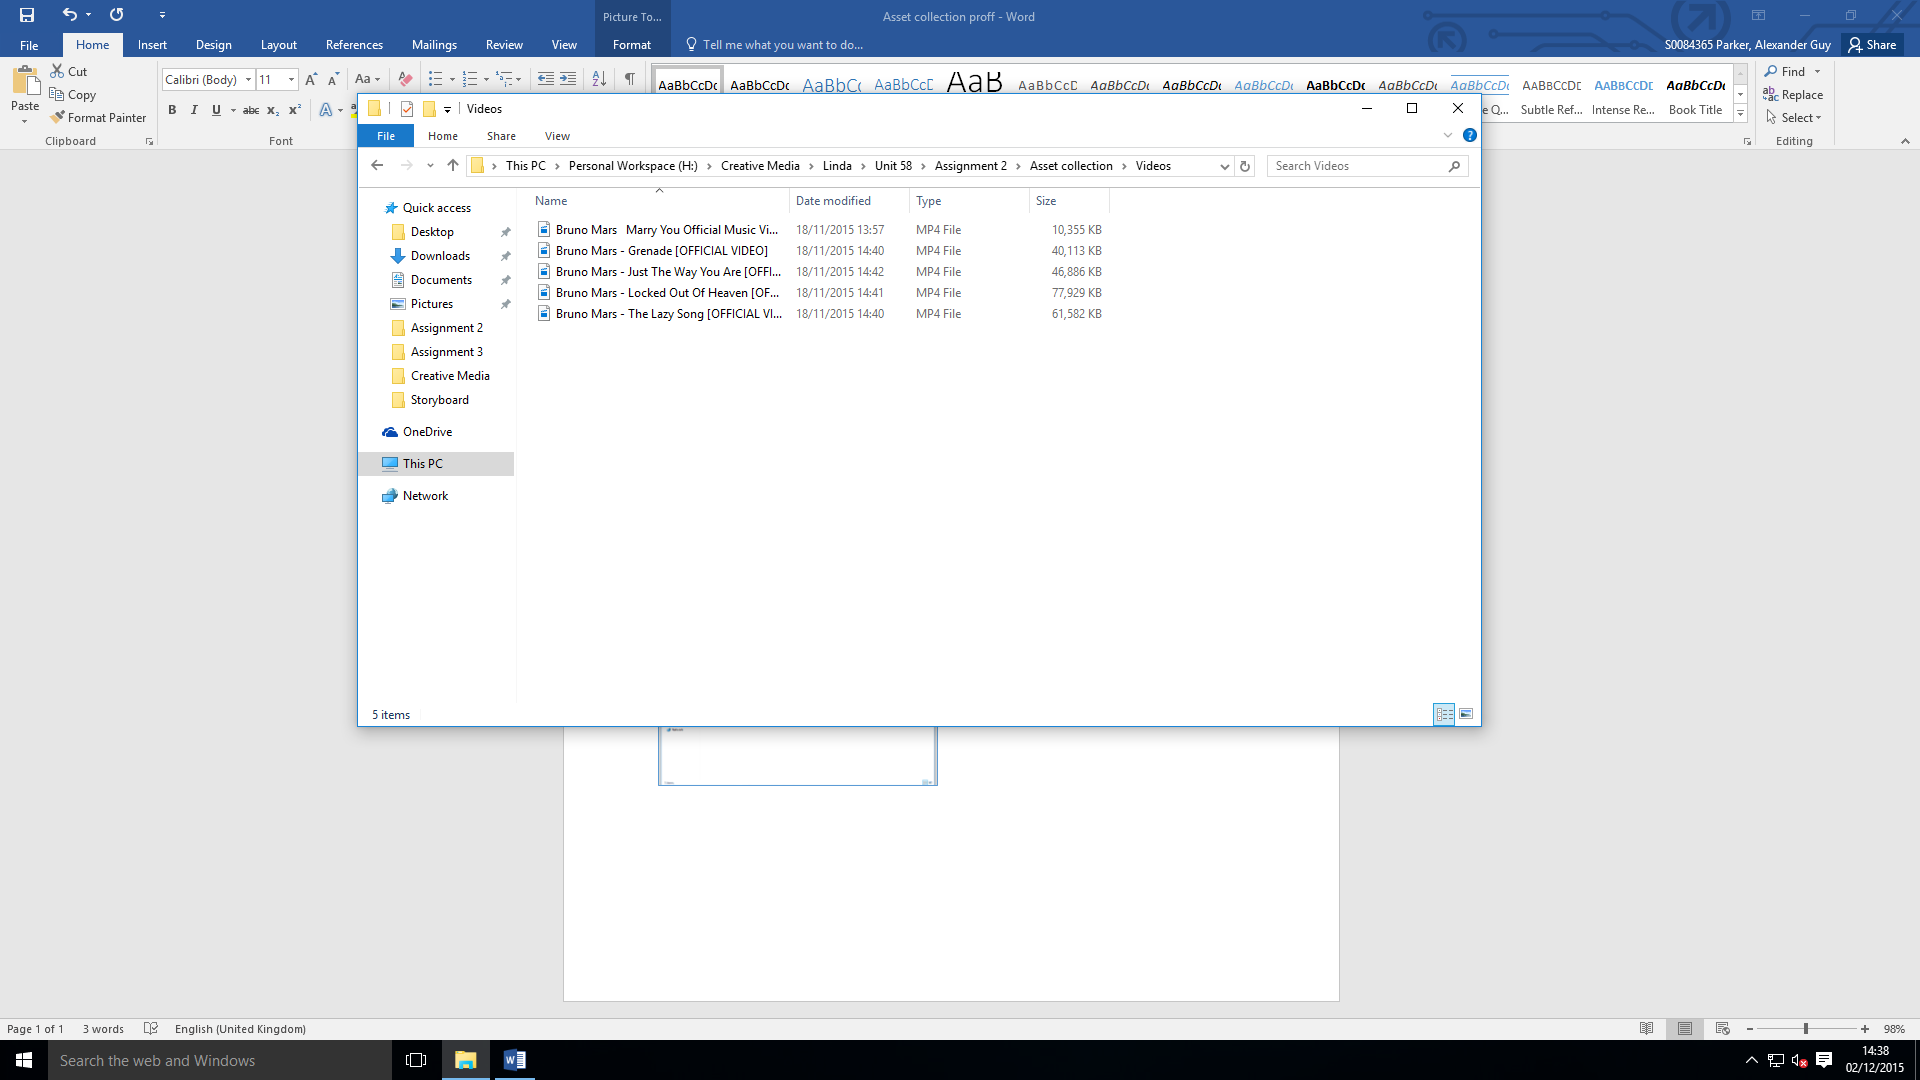 Picture To...
Asset collection proff - Word
File
Home
Insert
Design
Layout
References
Mailings
Review
View
Format
Tell me what you want to do...
S0084365 Parker, Alexander Guy
Share
Paste
Cut
Copy
Format Painter
Clipboard
Calibri (Body)
11
Aa
B I U abc x₂ x² A
Font
AaBbCcDc AaBbCcDc AaBbCc AaBbCcD AaB AaBbCcD AaBbCcDc AaBbCcDc AaBbCcDc AaBbCcDc AaBbCcDc AaBbCcDc AABBCCDE AABBCCDE AaBbCcDc
e Q...
Subtle Ref...
Intense Re...
Book Title
Find
Replace
Select
Editing
Videos
File
Home
Share
View
This PC > Personal Workspace (H:) > Creative Media > Linda > Unit 58 > Assignment 2 > Asset collection > Videos
Search Videos
Name
Date modified
Type
Size
Bruno Mars Marry You Official Music Vi... 18/11/2015 13:57 MP4 File 10,355 KB
Bruno Mars - Grenade [OFFICIAL VIDEO] 18/11/2015 14:40 MP4 File 40,113 KB
Bruno Mars - Just The Way You Are [OFFI... 18/11/2015 14:42 MP4 File 46,886 KB
Bruno Mars - Locked Out Of Heaven [OF... 18/11/2015 14:41 MP4 File 77,929 KB
Bruno Mars - The Lazy Song [OFFICIAL VI... 18/11/2015 14:40 MP4 File 61,582 KB
Quick access
Desktop
Downloads
Documents
Pictures
Assignment 2
Assignment 3
Creative Media
Storyboard
OneDrive
This PC
Network
5 items
Page 1 of 1
3 words
English (United Kingdom)
98%
Search the web and Windows
14:38
02/12/2015